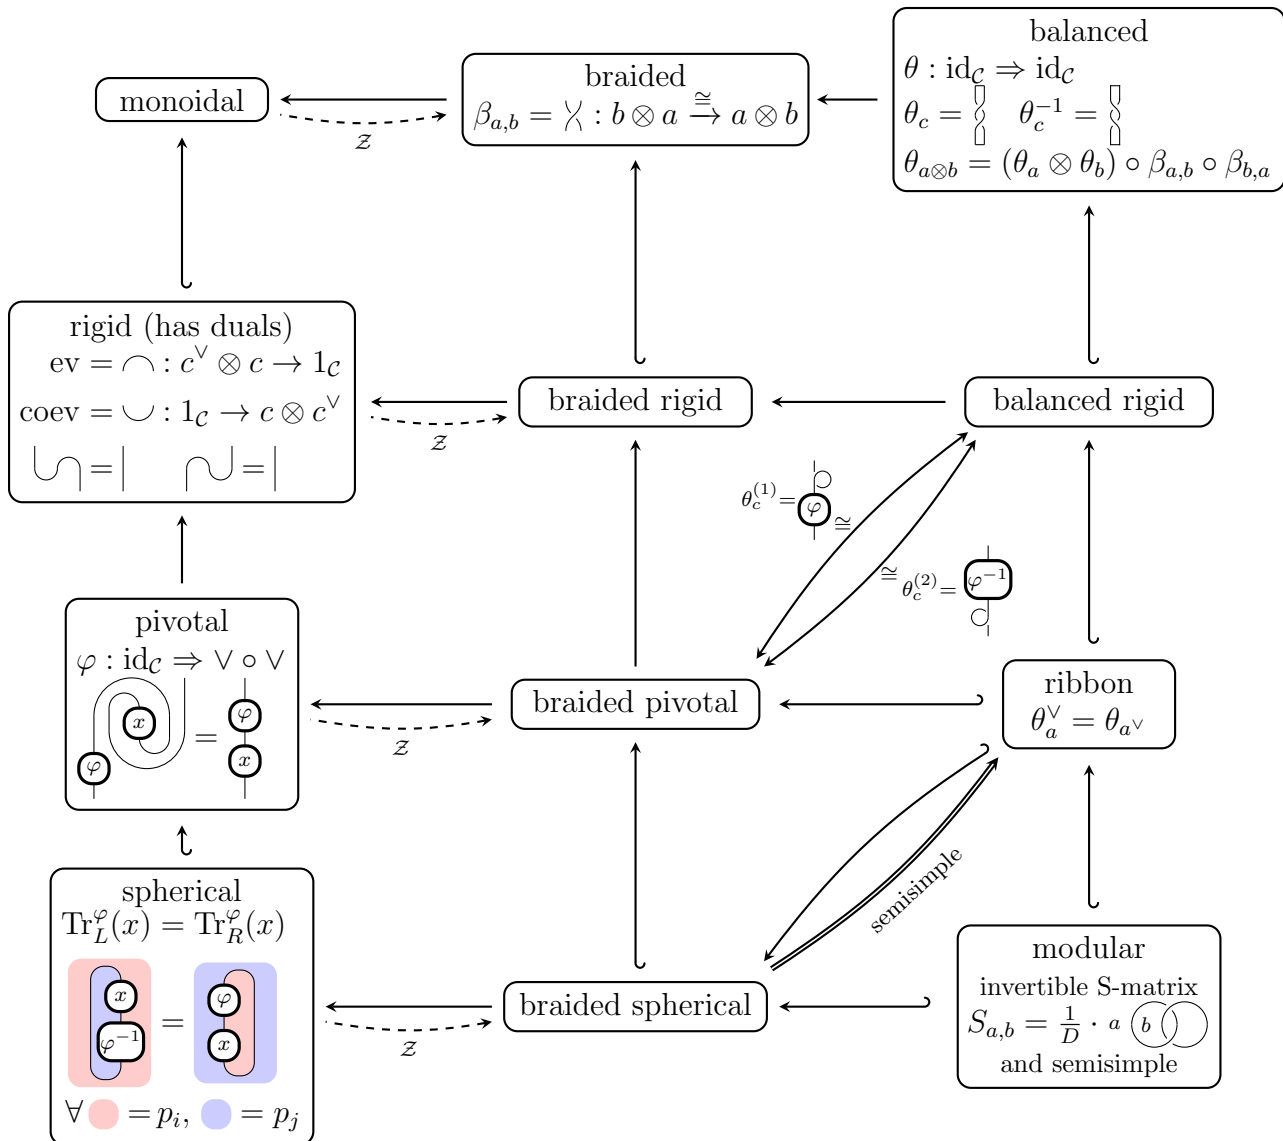 monoidal
braided
β_{a,b} = : b ⊗ a ≅→ a ⊗ b
balanced
θ : id_𝒞 ⇒ id_𝒞
θ_c = θ_c^{-1} =
θ_{a⊗b} = (θ_a ⊗ θ_b) ∘ β_{a,b} ∘ β_{b,a}
𝒵
rigid (has duals)
ev = ⌢ : c^∨ ⊗ c → 1_𝒞
coev = ⌣ : 1_𝒞 → c ⊗ c^∨
= | = |
braided rigid
balanced rigid
𝒵
θ_c^{(1)} = φ
≅
≅
θ_c^{(2)} = φ^{-1}
pivotal
φ : id_𝒞 ⇒ ∨ ∘ ∨
φ x = φ x
braided pivotal
ribbon
θ_a^∨ = θ_{a^∨}
𝒵
semisimple
spherical
Tr_L^φ(x) = Tr_R^φ(x)
x φ^{-1} = φ x
∀ = p_i, = p_j
braided spherical
𝒵
modular
invertible S-matrix
S_{a,b} = 1/D · a b
and semisimple